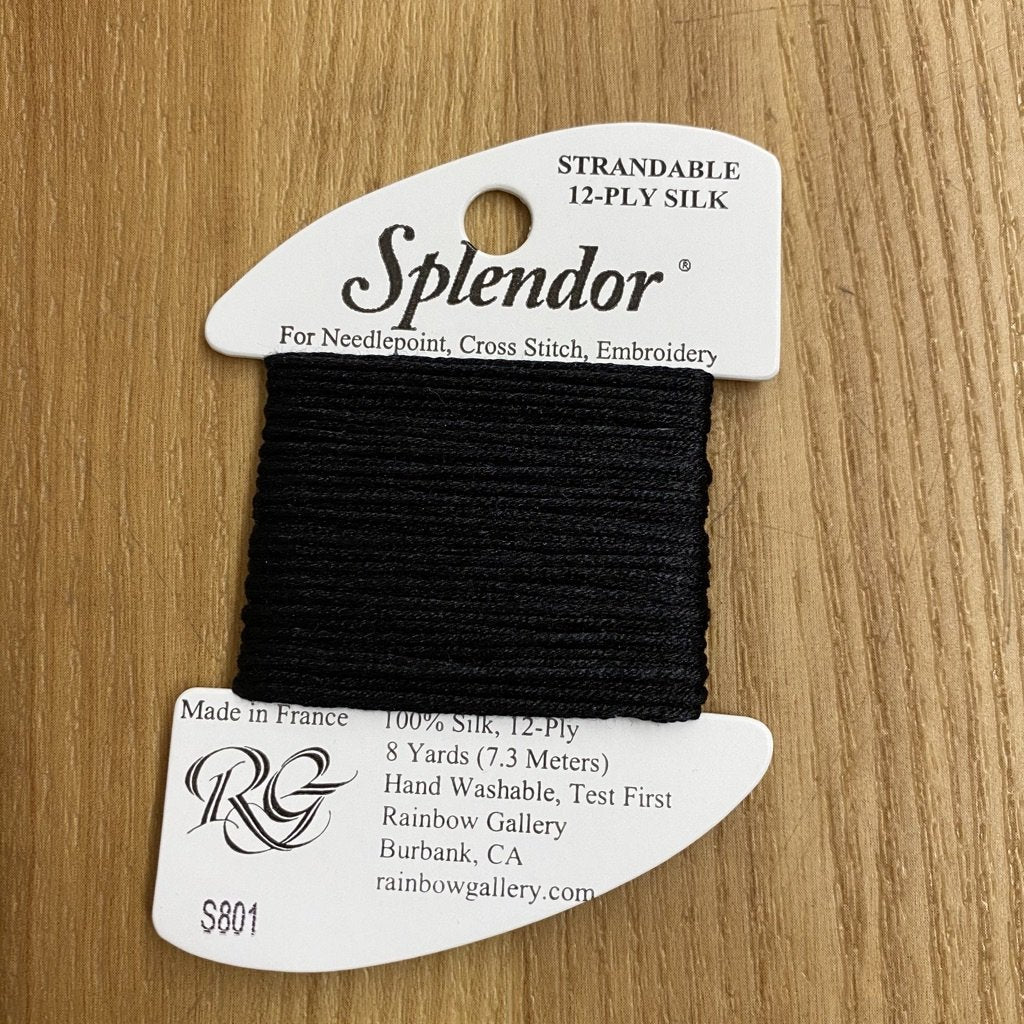 STRANDABLE
12-PLY SILK
Splendor ®
For Needlepoint, Cross Stitch, Embroidery
Made in France
100% Silk, 12-Ply
8 Yards (7.3 Meters)
Hand Washable, Test First
Rainbow Gallery
Burbank, CA
rainbowgallery.com
RG
S801